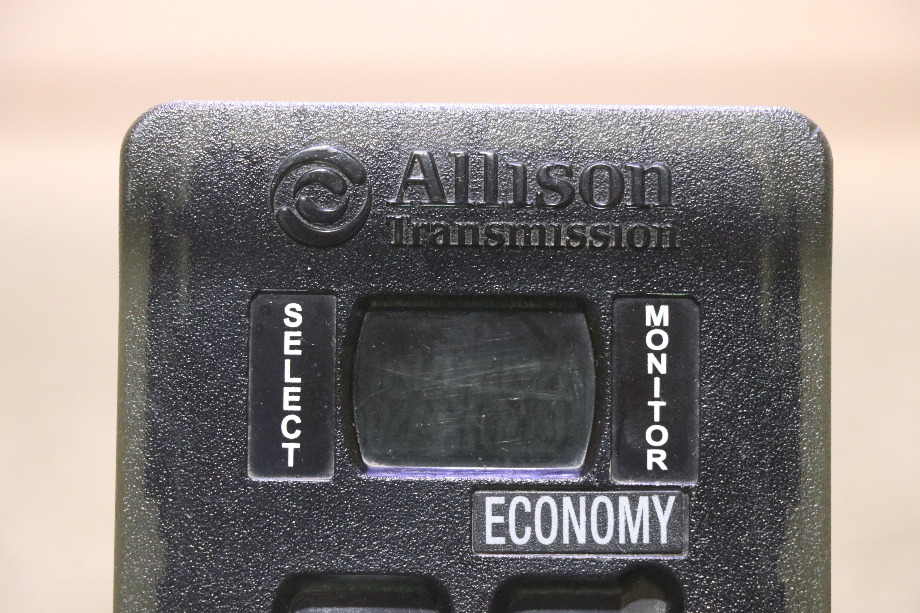 Allison
Transmission
SELECT
MONITOR
ECONOMY